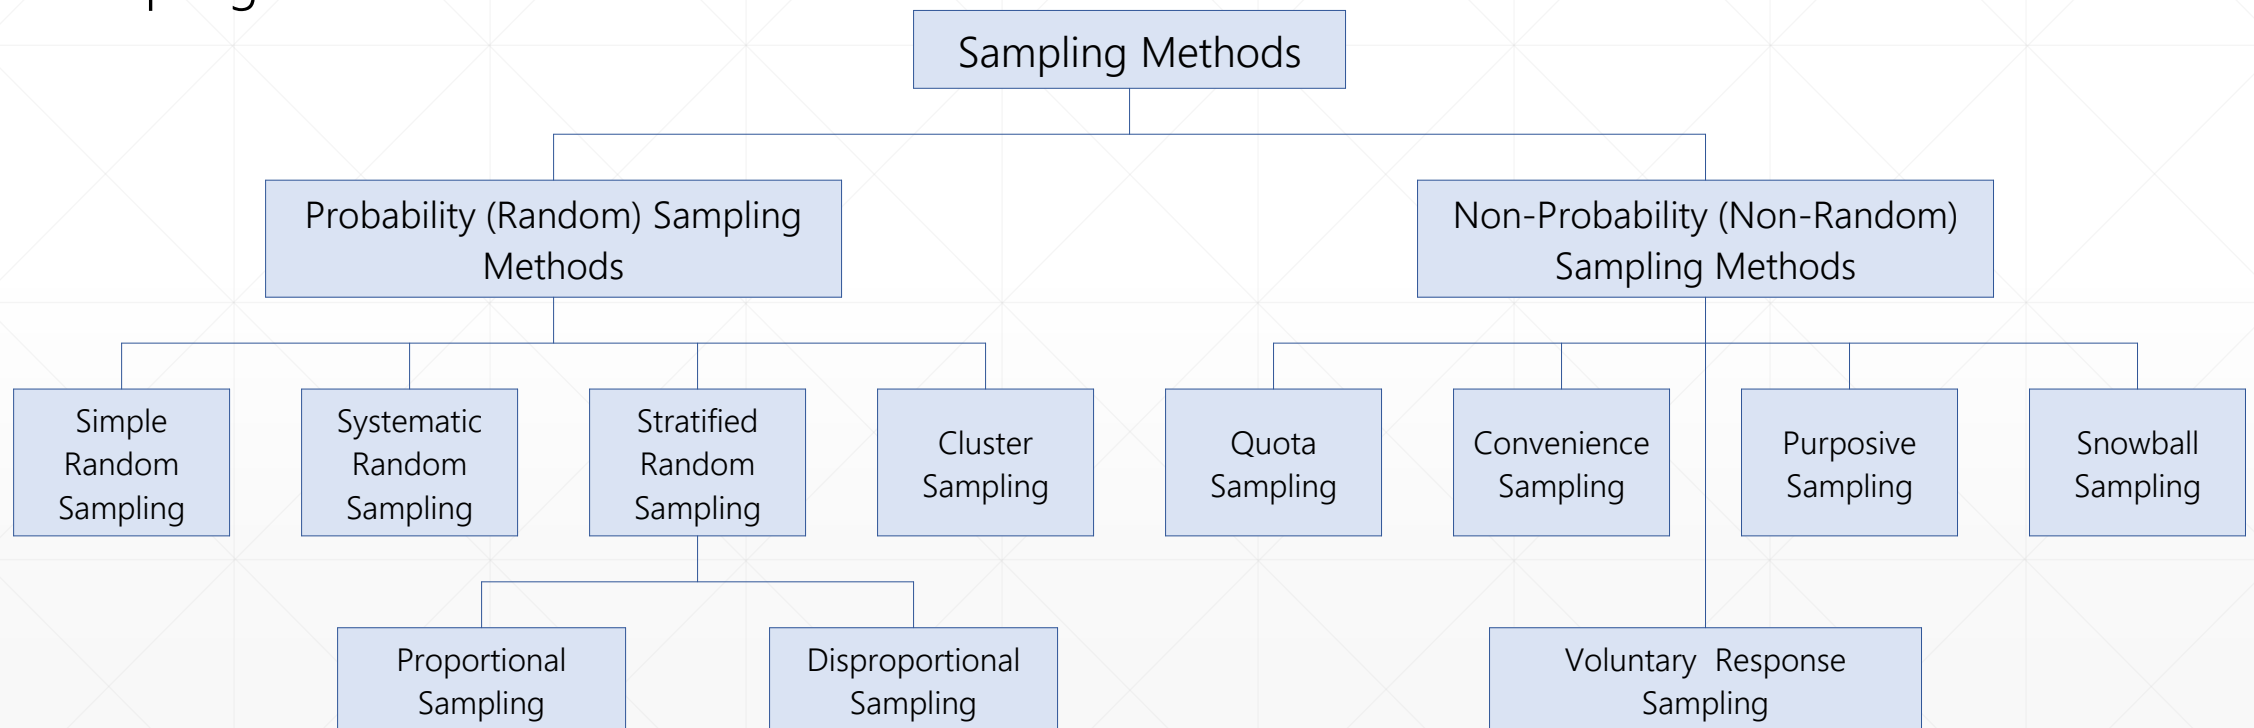 Sampling Methods
Probability (Random) Sampling
Methods
Non-Probability (Non-Random)
Sampling Methods
Simple
Random
Sampling
Systematic
Random
Sampling
Stratified
Random
Sampling
Cluster
Sampling
Quota
Sampling
Convenience
Sampling
Purposive
Sampling
Snowball
Sampling
Proportional
Sampling
Disproportional
Sampling
Voluntary Response
Sampling